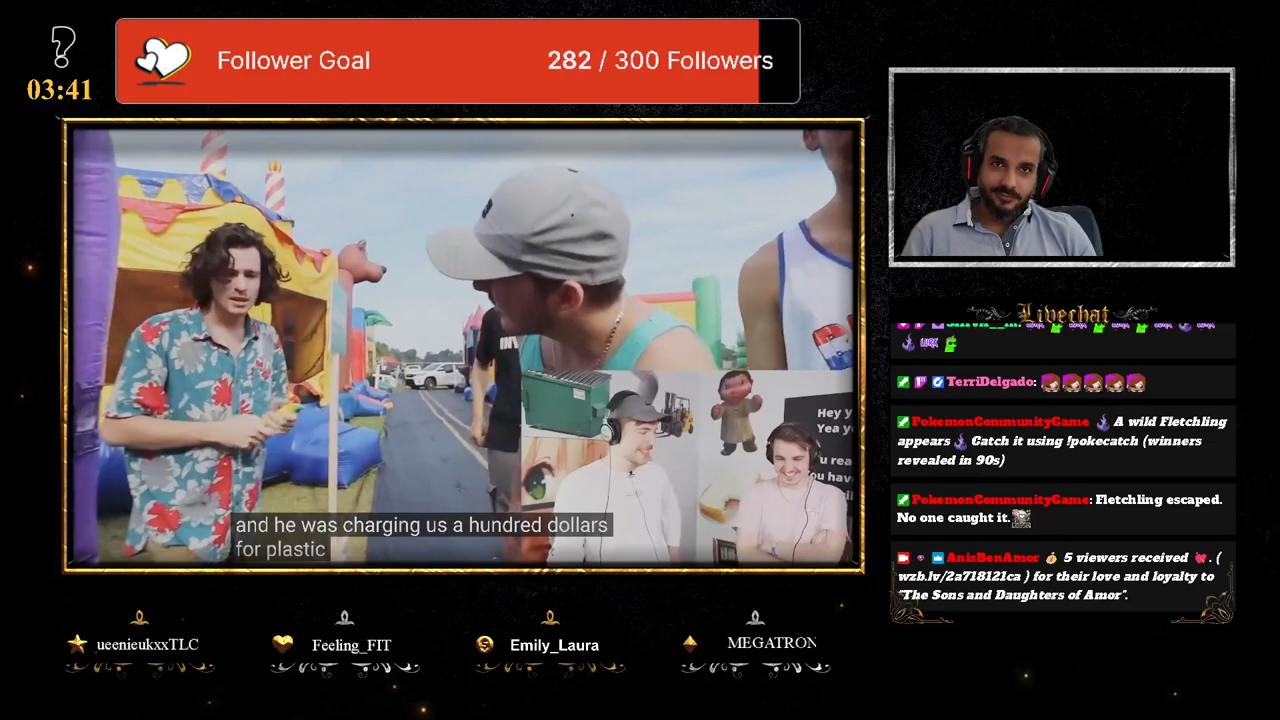 Follower Goal
282 / 300 Followers
03:41
and he was charging us a hundred dollars
for plastic
Hey
Yea
Livechat
TerriDelgado:
PokemonCommunityGame A wild Fletchling
appears Catch it using !pokecatch (winners
revealed in 90s)
PokemonCommunityGame: Fletchling escaped.
No one caught it.
AnisBenAmor 5 viewers received . (
wzb.lv/2a718121ca ) for their love and loyalty to
"The Sons and Daughters of Amor".
ueenieukxxTLC
Feeling_FIT
Emily_Laura
MEGATRON